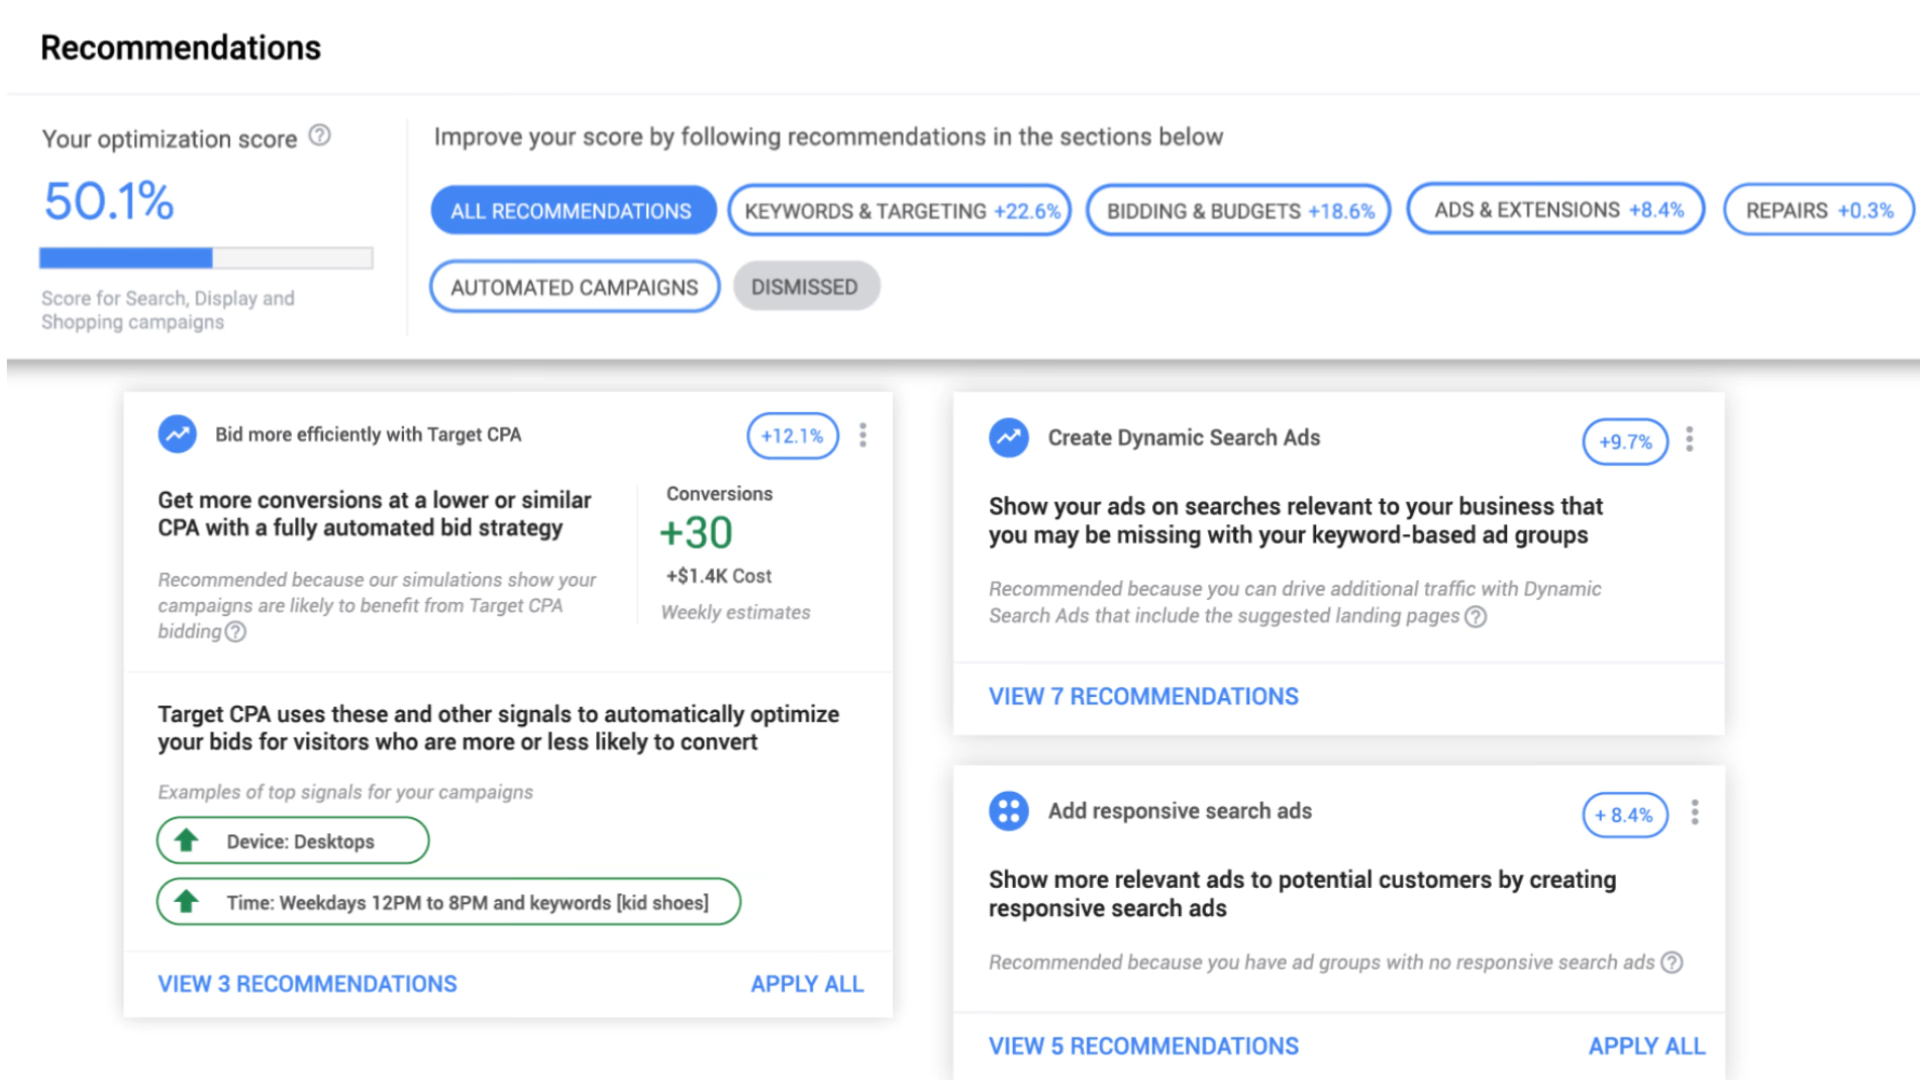 Recommendations
Your optimization score
50.1%
Score for Search, Display and
Shopping campaigns
Improve your score by following recommendations in the sections below
ALL RECOMMENDATIONS
KEYWORDS & TARGETING +22.6%
BIDDING & BUDGETS +18.6%
ADS & EXTENSIONS +8.4%
REPAIRS +0.3%
AUTOMATED CAMPAIGNS
DISMISSED
Bid more efficiently with Target CPA
+12.1%
Get more conversions at a lower or similar
CPA with a fully automated bid strategy
Recommended because our simulations show your
campaigns are likely to benefit from Target CPA
bidding ?
Conversions
+30
+$1.4K Cost
Weekly estimates
Target CPA uses these and other signals to automatically optimize
your bids for visitors who are more or less likely to convert
Examples of top signals for your campaigns
Device: Desktops
Time: Weekdays 12PM to 8PM and keywords [kid shoes]
VIEW 3 RECOMMENDATIONS
APPLY ALL
Create Dynamic Search Ads
+9.7%
Show your ads on searches relevant to your business that
you may be missing with your keyword-based ad groups
Recommended because you can drive additional traffic with Dynamic
Search Ads that include the suggested landing pages ?
VIEW 7 RECOMMENDATIONS
Add responsive search ads
+ 8.4%
Show more relevant ads to potential customers by creating
responsive search ads
Recommended because you have ad groups with no responsive search ads ?
VIEW 5 RECOMMENDATIONS
APPLY ALL